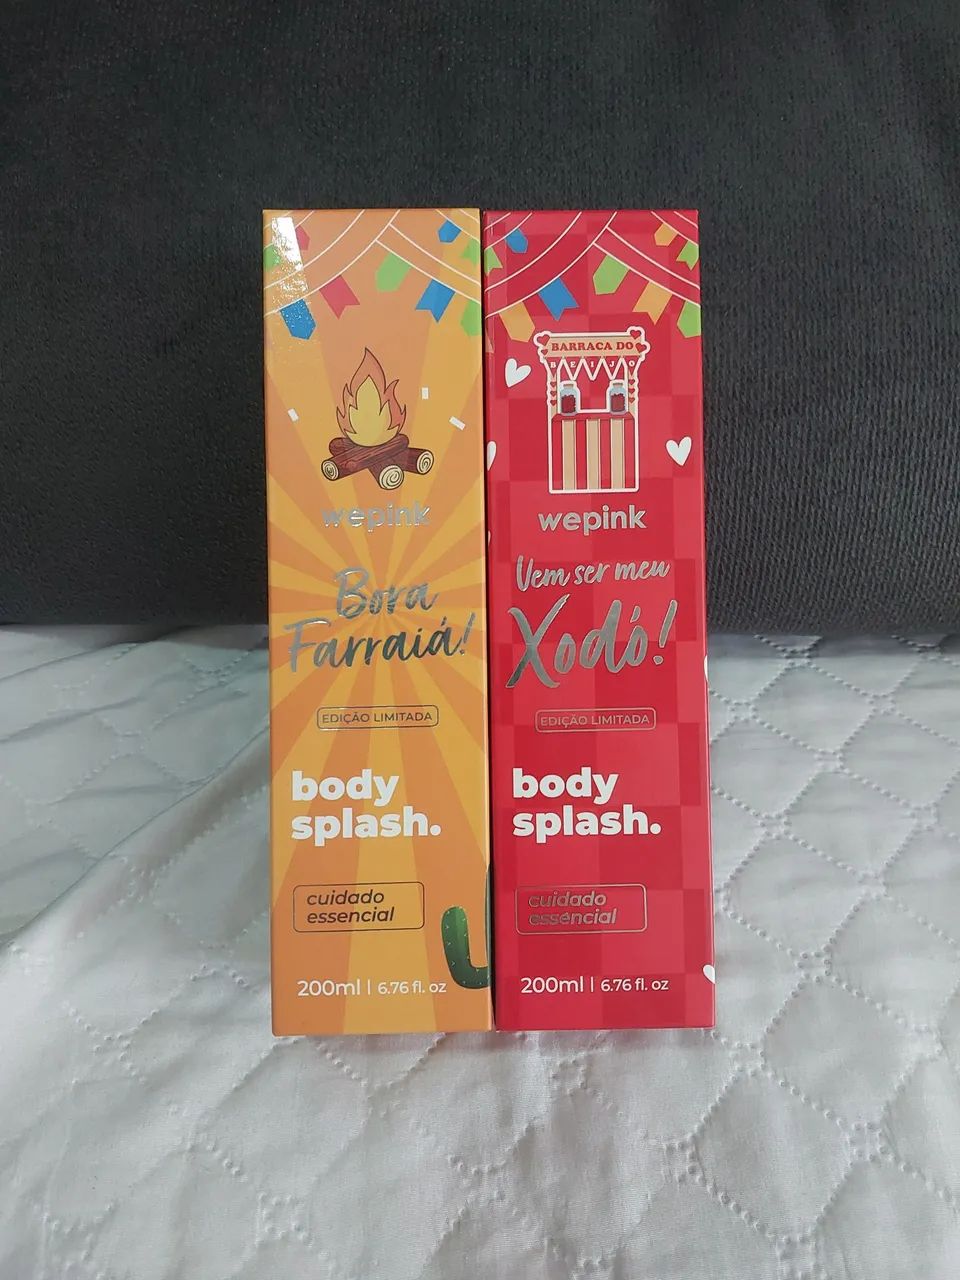 wepink
Bora
Farraiá!
EDIÇÃO LIMITADA
body
splash.
cuidado
essencial
200ml | 6.76 fl. oz
BARRACA DO
BEIJO
wepink
Vem ser meu
Xodó!
EDIÇÃO LIMITADA
body
splash.
cuidado
essencial
200ml | 6.76 fl. oz